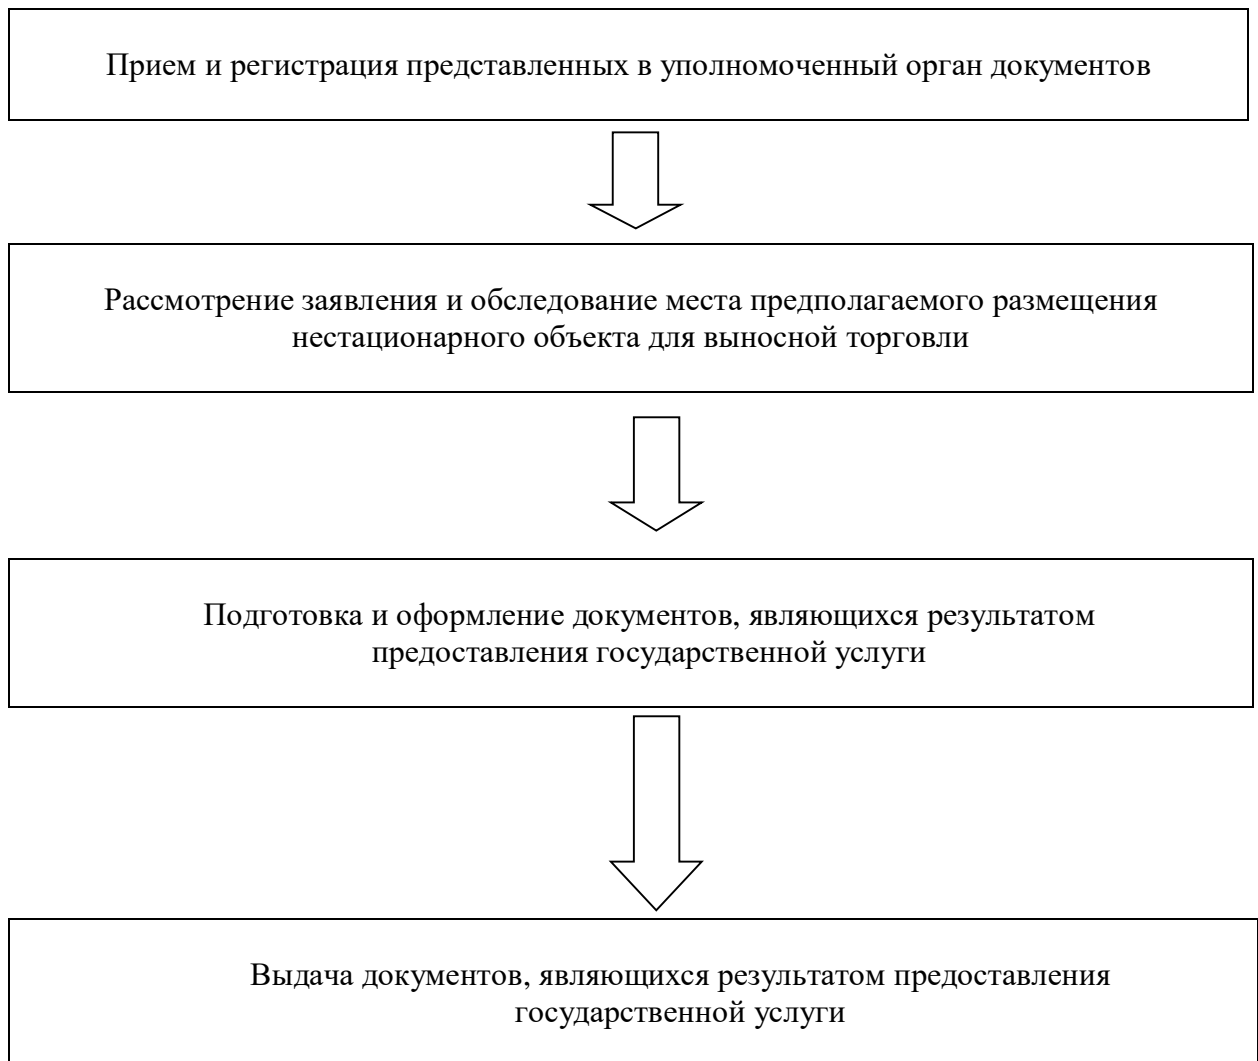 Прием и регистрация представленных в уполномоченный орган документов
Рассмотрение заявления и обследование места предполагаемого размещения
нестационарного объекта для выносной торговли
Подготовка и оформление документов, являющихся результатом
предоставления государственной услуги
Выдача документов, являющихся результатом предоставления
государственной услуги